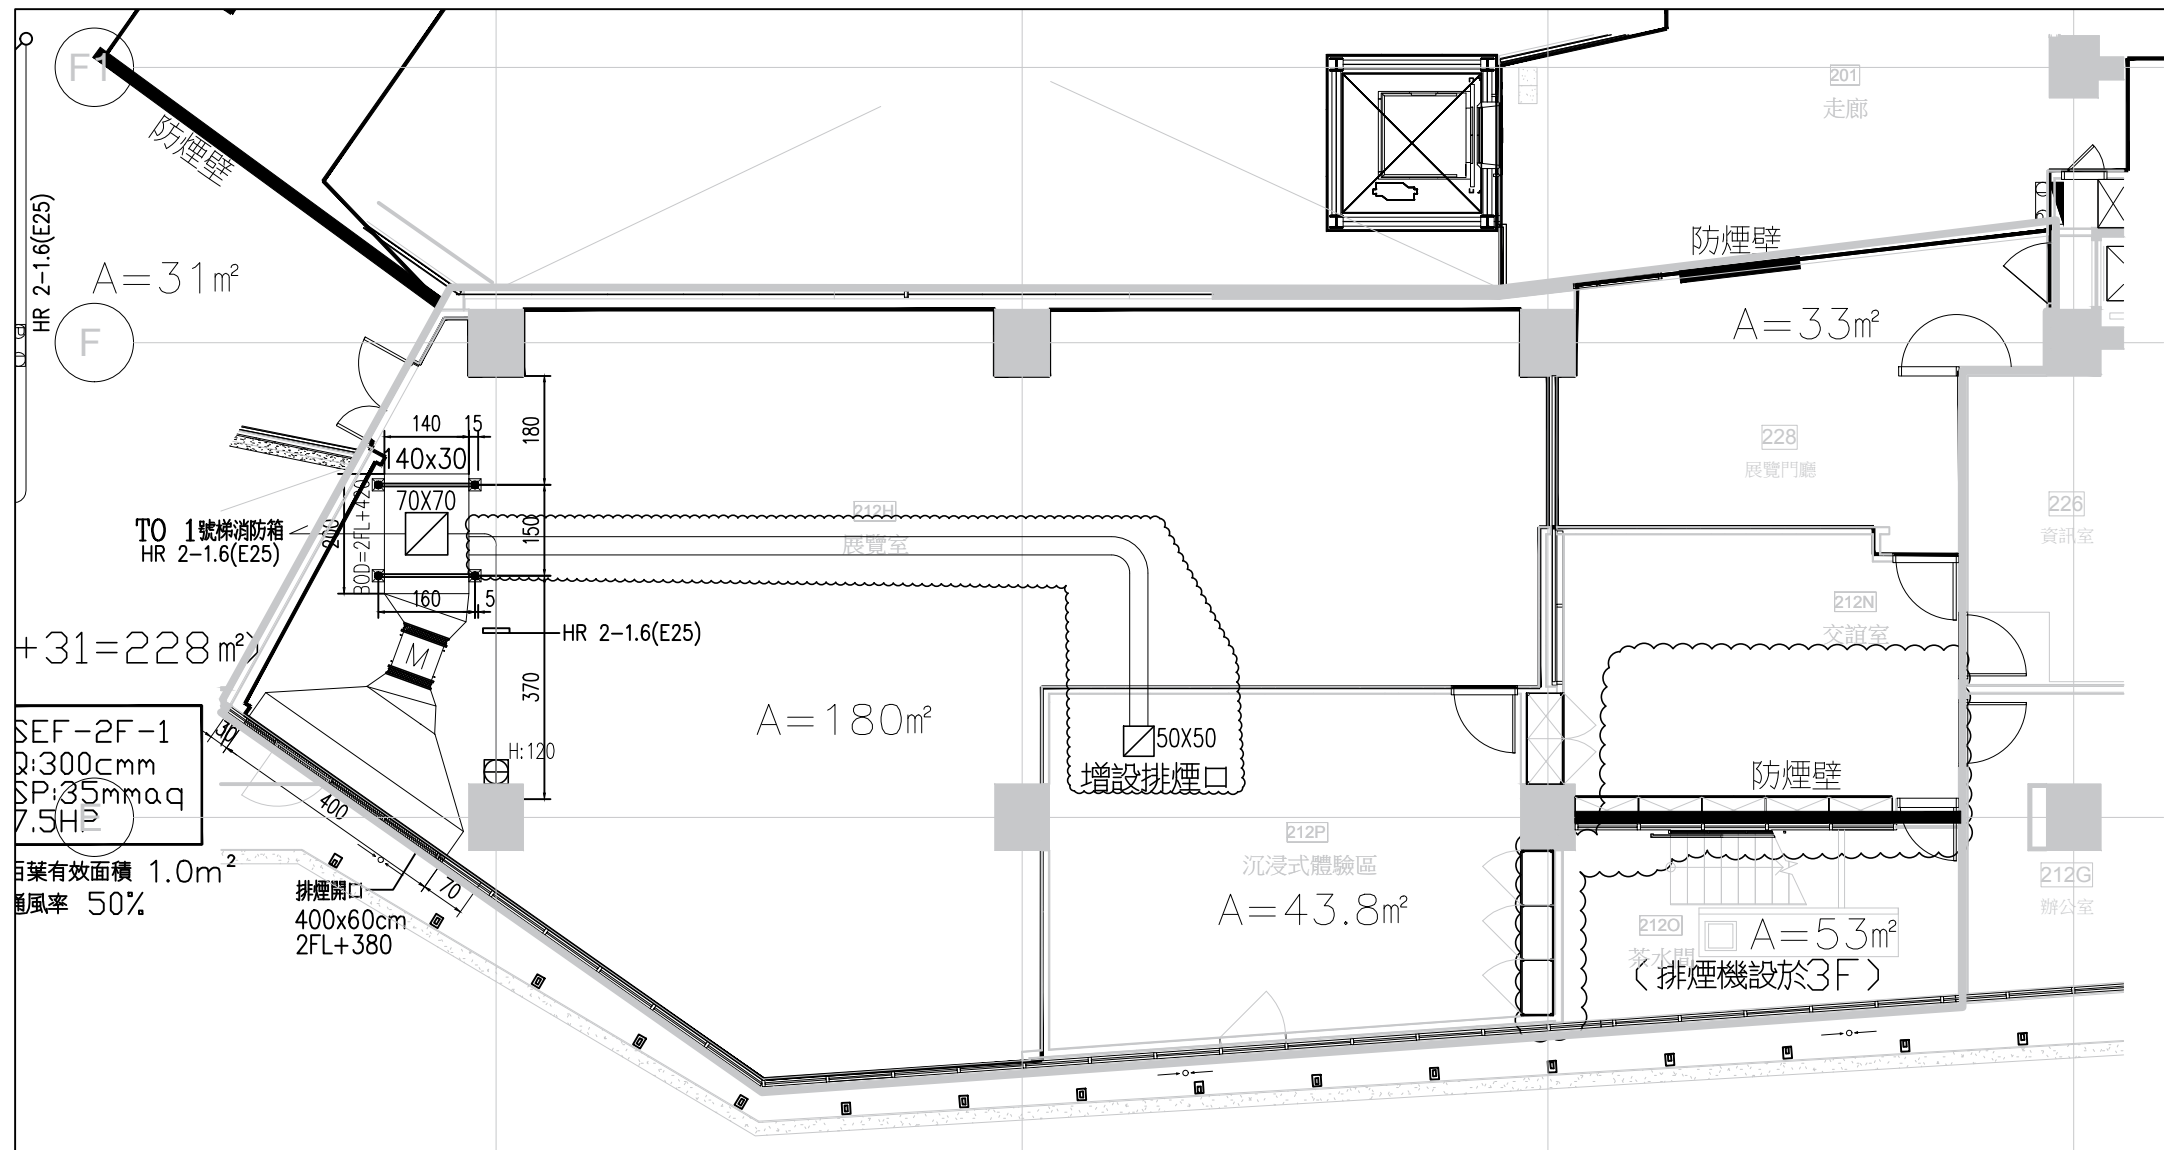 F1
201
走廊
防煙壁
HR 2-1.6(E25)
A=31㎡
防煙壁
F
A=33㎡
140
15
180
140x30
228
展覽門廳
70X70
BOD=2FL+420
200
150
212H
展覽室
226
資訊室
TO 1號梯消防箱
HR 2-1.6(E25)
160
5
HR 2-1.6(E25)
212N
交誼室
+31=228㎡)
M
370
A=180㎡
SEF-2F-1
Q:300cmm
SP:35mmaq
7.5HP
E
30
H:120
50X50
增設排煙口
防煙壁
400
212P
沉浸式體驗區
A=43.8㎡
葉有效面積 1.0m²
風率 50%
70
排煙開口
400x60cm
2FL+380
212G
辦公室
212O
茶水間
A=53㎡
(排煙機設於3F)